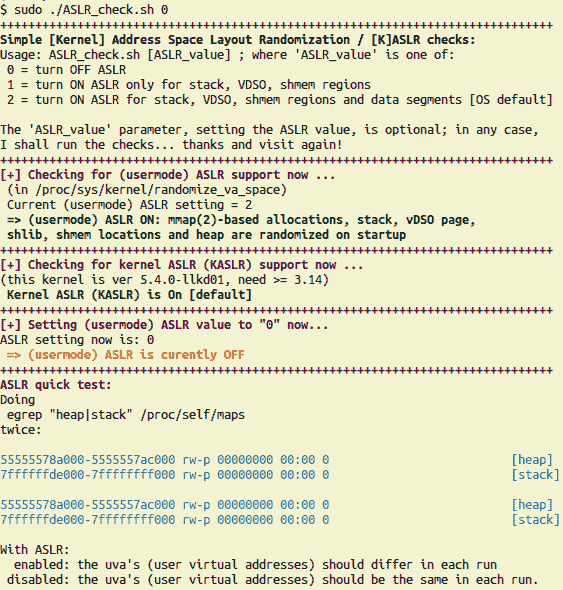 $ sudo ./ASLR_check.sh 0
+++++++++++++++++++++++++++++++++++++++++++++++++++++++++++++++++++++++++++++
Simple [Kernel] Address Space Layout Randomization / [K]ASLR checks:
Usage: ASLR_check.sh [ASLR_value] ; where 'ASLR_value' is one of:
 0 = turn OFF ASLR
 1 = turn ON ASLR only for stack, VDSO, shmem regions
 2 = turn ON ASLR for stack, VDSO, shmem regions and data segments [OS default]

The 'ASLR_value' parameter, setting the ASLR value, is optional; in any case,
I shall run the checks... thanks and visit again!
+++++++++++++++++++++++++++++++++++++++++++++++++++++++++++++++++++++++++++++
[+] Checking for (usermode) ASLR support now ...
 (in /proc/sys/kernel/randomize_va_space)
 Current (usermode) ASLR setting = 2
 => (usermode) ASLR ON: mmap(2)-based allocations, stack, vDSO page,
 shlib, shmem locations and heap are randomized on startup
+++++++++++++++++++++++++++++++++++++++++++++++++++++++++++++++++++++++++++++
[+] Checking for kernel ASLR (KASLR) support now ...
(this kernel is ver 5.4.0-llkd01, need >= 3.14)
 Kernel ASLR (KASLR) is On [default]
+++++++++++++++++++++++++++++++++++++++++++++++++++++++++++++++++++++++++++++
[+] Setting (usermode) ASLR value to "0" now...
ASLR setting now is: 0
 => (usermode) ASLR is curently OFF
+++++++++++++++++++++++++++++++++++++++++++++++++++++++++++++++++++++++++++++
ASLR quick test:
Doing
 egrep "heap|stack" /proc/self/maps
twice:

55555578a000-5555557ac000 rw-p 00000000 00:00 0 [heap]
7ffffffde000-7ffffffff000 rw-p 00000000 00:00 0 [stack]

55555578a000-5555557ac000 rw-p 00000000 00:00 0 [heap]
7ffffffde000-7ffffffff000 rw-p 00000000 00:00 0 [stack]

With ASLR:
  enabled: the uva's (user virtual addresses) should differ in each run
 disabled: the uva's (user virtual addresses) should be the same in each run.